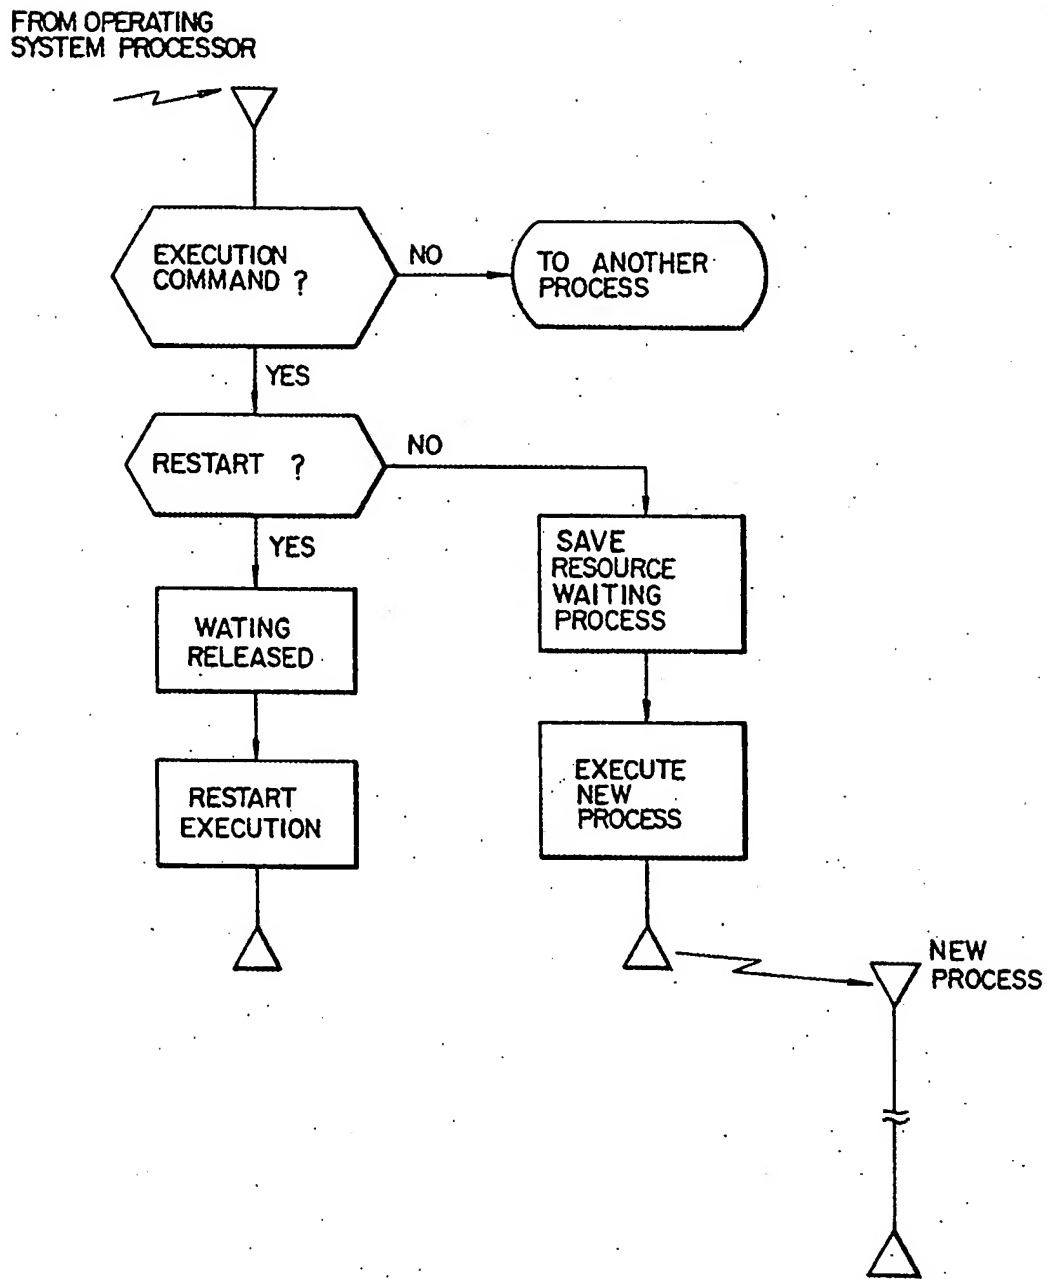 FROM OPERATING
SYSTEM PROCESSOR
EXECUTION
COMMAND ?
NO
TO ANOTHER
PROCESS
YES
RESTART ?
NO
YES
SAVE
RESOURCE
WAITING
PROCESS
WATING
RELEASED
EXECUTE
NEW
PROCESS
RESTART
EXECUTION
NEW
PROCESS